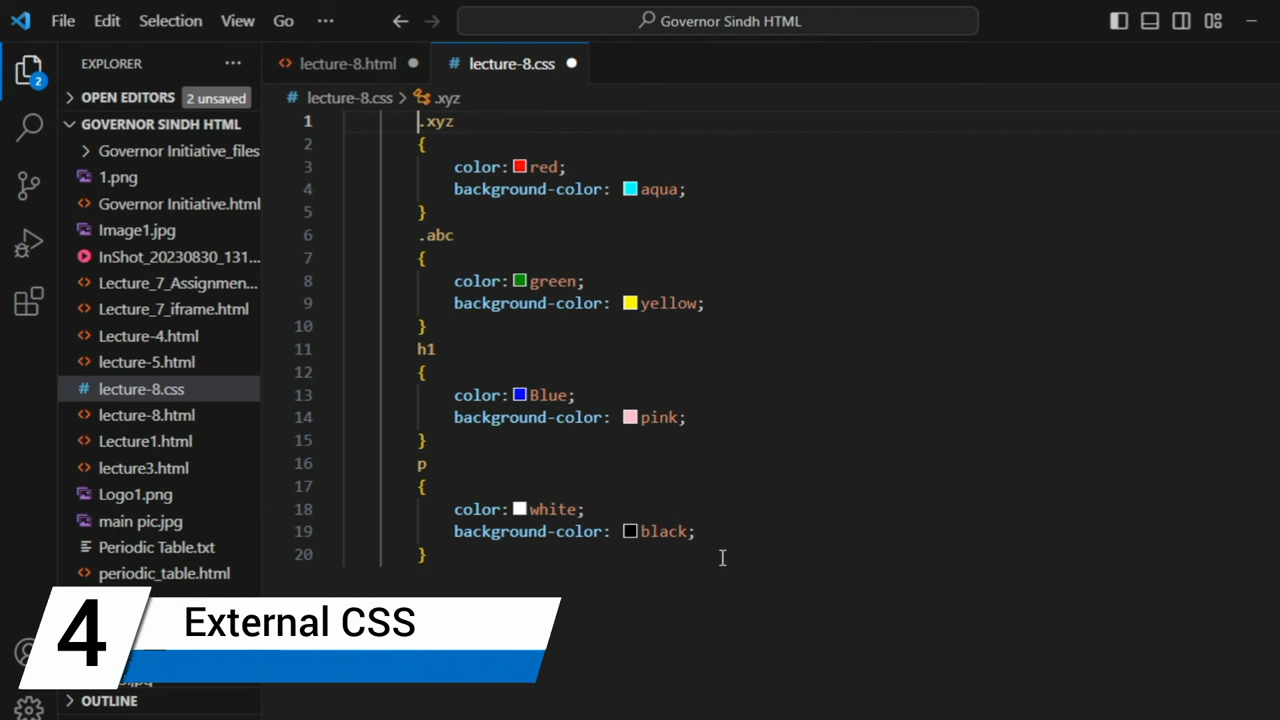 File Edit Selection View Go ··· Governor Sindh HTML
EXPLORER ···
lecture-8.html
# lecture-8.css
OPEN EDITORS 2 unsaved
# lecture-8.css > .xyz
GOVERNOR SINDH HTML
Governor Initiative_files
1.png
Governor Initiative.html
Image1.jpg
InShot_20230830_131...
Lecture_7_Assignmen...
Lecture_7_iframe.html
Lecture-4.html
lecture-5.html
# lecture-8.css
lecture-8.html
Lecture1.html
lecture3.html
Logo1.png
main pic.jpg
Periodic Table.txt
periodic_table.html
OUTLINE
2
1 .xyz
2 {
3 color: red;
4 background-color: aqua;
5 }
6 .abc
7 {
8 color: green;
9 background-color: yellow;
10 }
11 h1
12 {
13 color: Blue;
14 background-color: pink;
15 }
16 p
17 {
18 color: white;
19 background-color: black;
20 }
4 External CSS